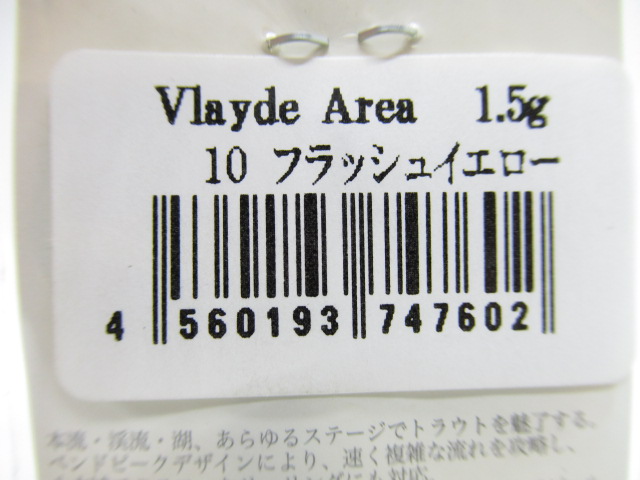 Vlayde Area 1.5g
10 フラッシュイエロー
4 560193 747602
本流・渓流・湖、あらゆるステージでトラウトを魅了する。
ベンドピークデザインにより、速く複雑な流れを攻略し、